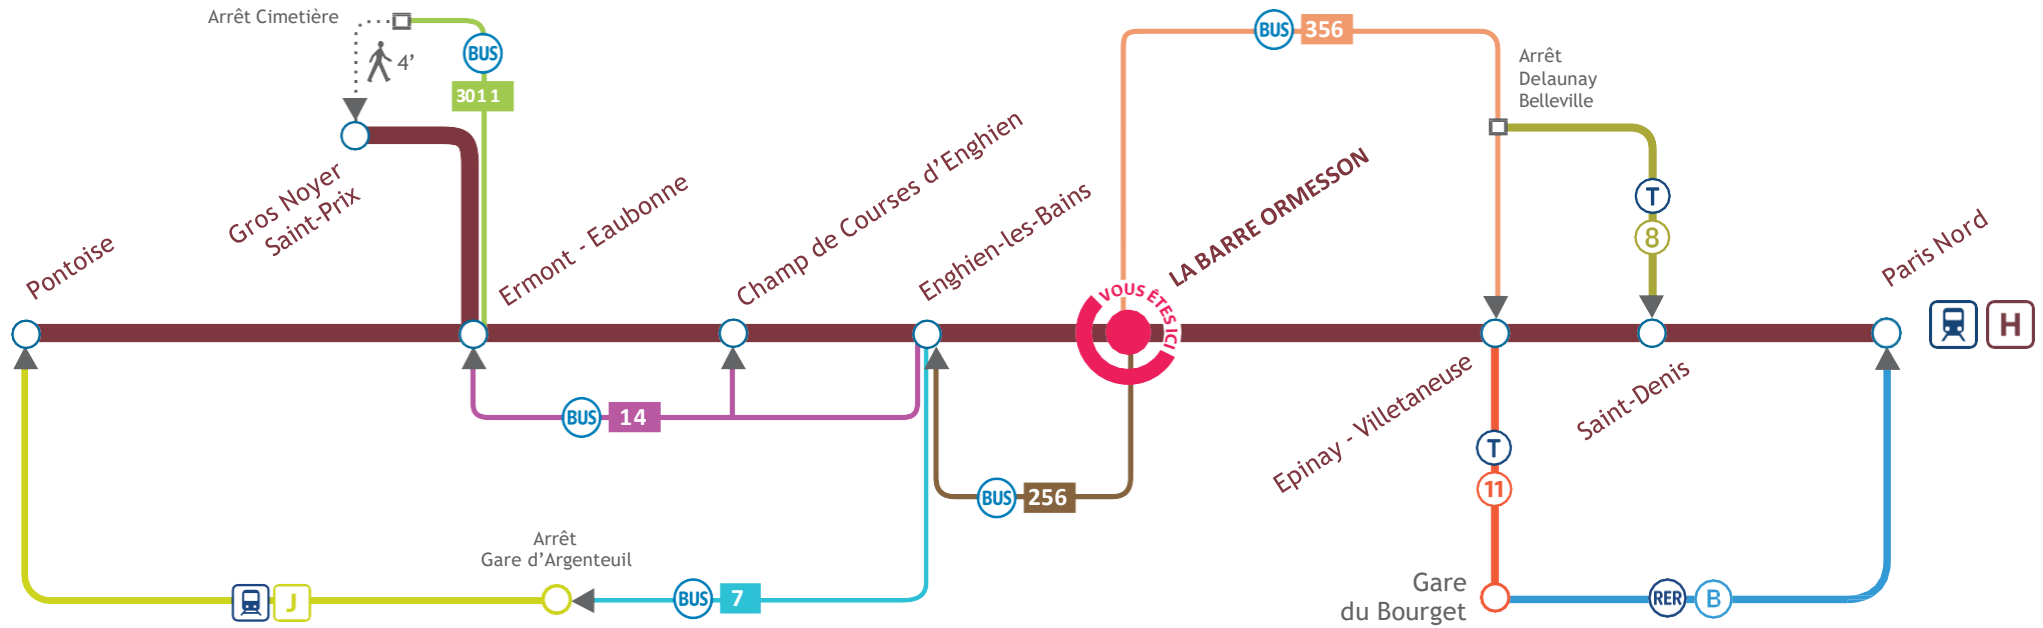 Arrêt Cimetière
BUS
4’
3011
Gros Noyer
Saint-Prix
Pontoise
Ermont - Eaubonne
Champ de Courses d’Enghien
Enghien-les-Bains
LA BARRE ORMESSON
VOUS ÊTES ICI
BUS 356
Arrêt
Delaunay
Belleville
T
8
Paris Nord
H
BUS 14
BUS 256
Epinay - Villetaneuse
Saint-Denis
T
11
Arrêt
Gare d’Argenteuil
J
BUS 7
Gare
du Bourget
RER B